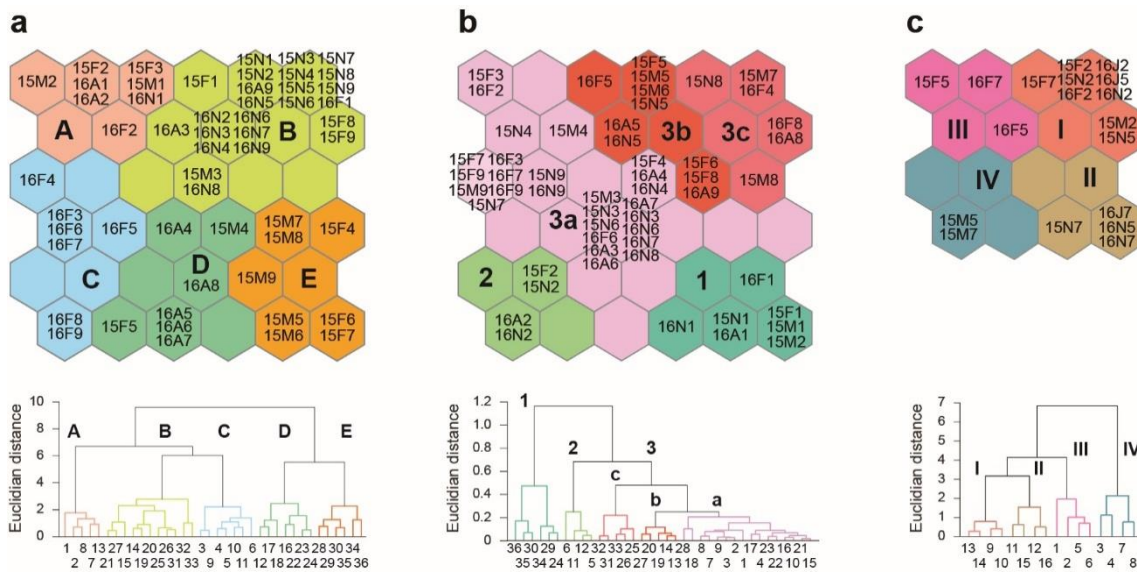 a
b
c
15M2
15F2
16A1
16A2
15F3
15M1
16N1
15F1
15N1
15N2
16A9
16N5
15N3
15N4
15N5
15N6
15N7
15N8
15N9
16F1
A
16F2
16A3
16N2
16N3
16N4
16N6
16N7
16N9
B
15F8
15F9
16F4
15M3
16N8
16F3
16F6
16F7
16F5
16A4
15M4
15M7
15M8
15F4
C
D
16A8
15M9
E
16F8
16F9
15F5
16A5
16A6
16A7
15M5
15M6
15F6
15F7
15F3
16F2
16F5
15F5
15M5
15M6
15N5
15N8
15M7
16F4
15N4
15M4
16A5
16N5
3b
3c
16F8
16A8
15F7
15F9
15M9
15N7
16F3
16F7
16F9
15N9
16N9
15F4
16A4
16N4
15F6
15F8
16A9
15M8
3a
15M3
15N3
15N6
16F6
16A3
16A6
16A7
16N3
16N6
16N7
16N8
2
15F2
15N2
1
16F1
16A2
16N2
16N1
15N1
16A1
15F1
15M1
15M2
15F5
16F7
15F7
15F2
15N2
16F2
16J2
16J5
16N2
III
16F5
I
15M2
15N5
IV
II
15M5
15M7
15N7
16J7
16N5
16N7
Euclidian distance
10
8
6
4
2
0
A
B
C
D
E
1 8 13 27 14 20 26 32 3 4 6 12 17 16 23 28 30 34
2 7 21 15 19 25 31 33 9 5 11 18 22 24 29 35 36
10
Euclidian distance
1.2
1.0
0.8
0.6
0.4
0.2
0
1
2
3
c
b
a
36 30 29 6 12 32 33 25 20 14 28 8 9 2 17 23 16 21
35 34 24 11 5 31 27 26 19 13 18 7 3 1 4 22 10 15
Euclidian distance
7
6
5
4
3
2
1
0
I
II
III
IV
13 9 11 12 1 5 3 7
14 10 15 16 2 6 4 8